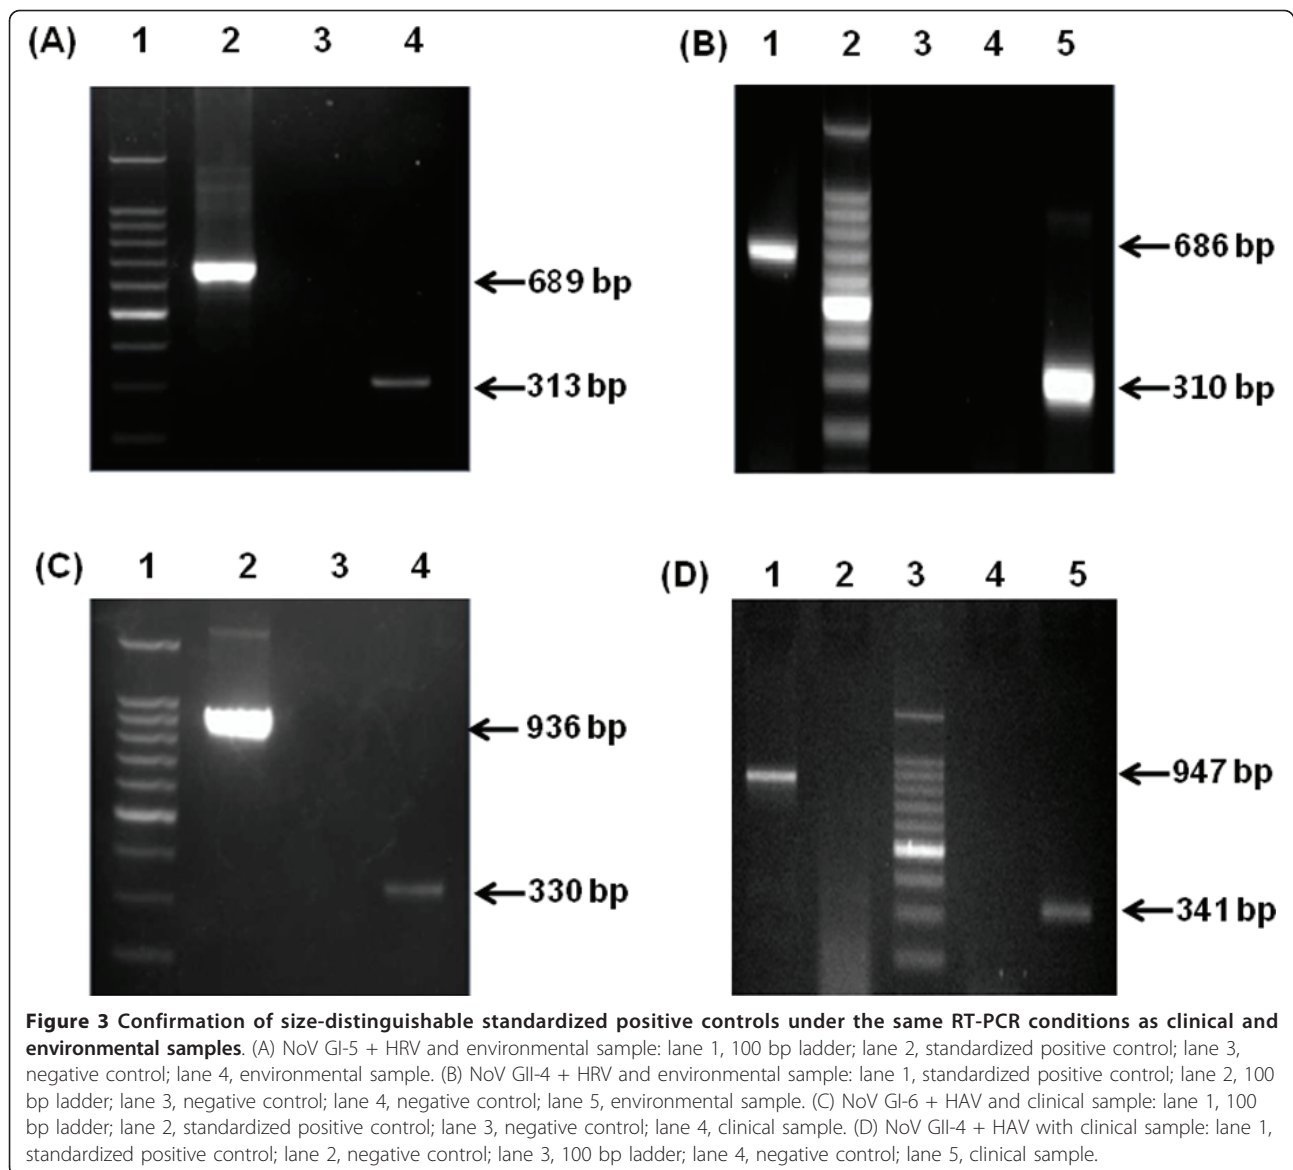 (A) 1 2 3 4
(B) 1 2 3 4 5
689 bp
313 bp
686 bp
310 bp
(C) 1 2 3 4
(D) 1 2 3 4 5
936 bp
330 bp
947 bp
341 bp
Figure 3 Confirmation of size-distinguishable standardized positive controls under the same RT-PCR conditions as clinical and
environmental samples. (A) NoV GI-5 + HRV and environmental sample: lane 1, 100 bp ladder; lane 2, standardized positive control; lane 3,
negative control; lane 4, environmental sample. (B) NoV GII-4 + HRV and environmental sample: lane 1, standardized positive control; lane 2, 100
bp ladder; lane 3, negative control; lane 4, negative control; lane 5, environmental sample. (C) NoV GI-6 + HAV and clinical sample: lane 1, 100
bp ladder; lane 2, standardized positive control; lane 3, negative control; lane 4, clinical sample. (D) NoV GII-4 + HAV with clinical sample: lane 1,
standardized positive control; lane 2, negative control; lane 3, 100 bp ladder; lane 4, negative control; lane 5, clinical sample.